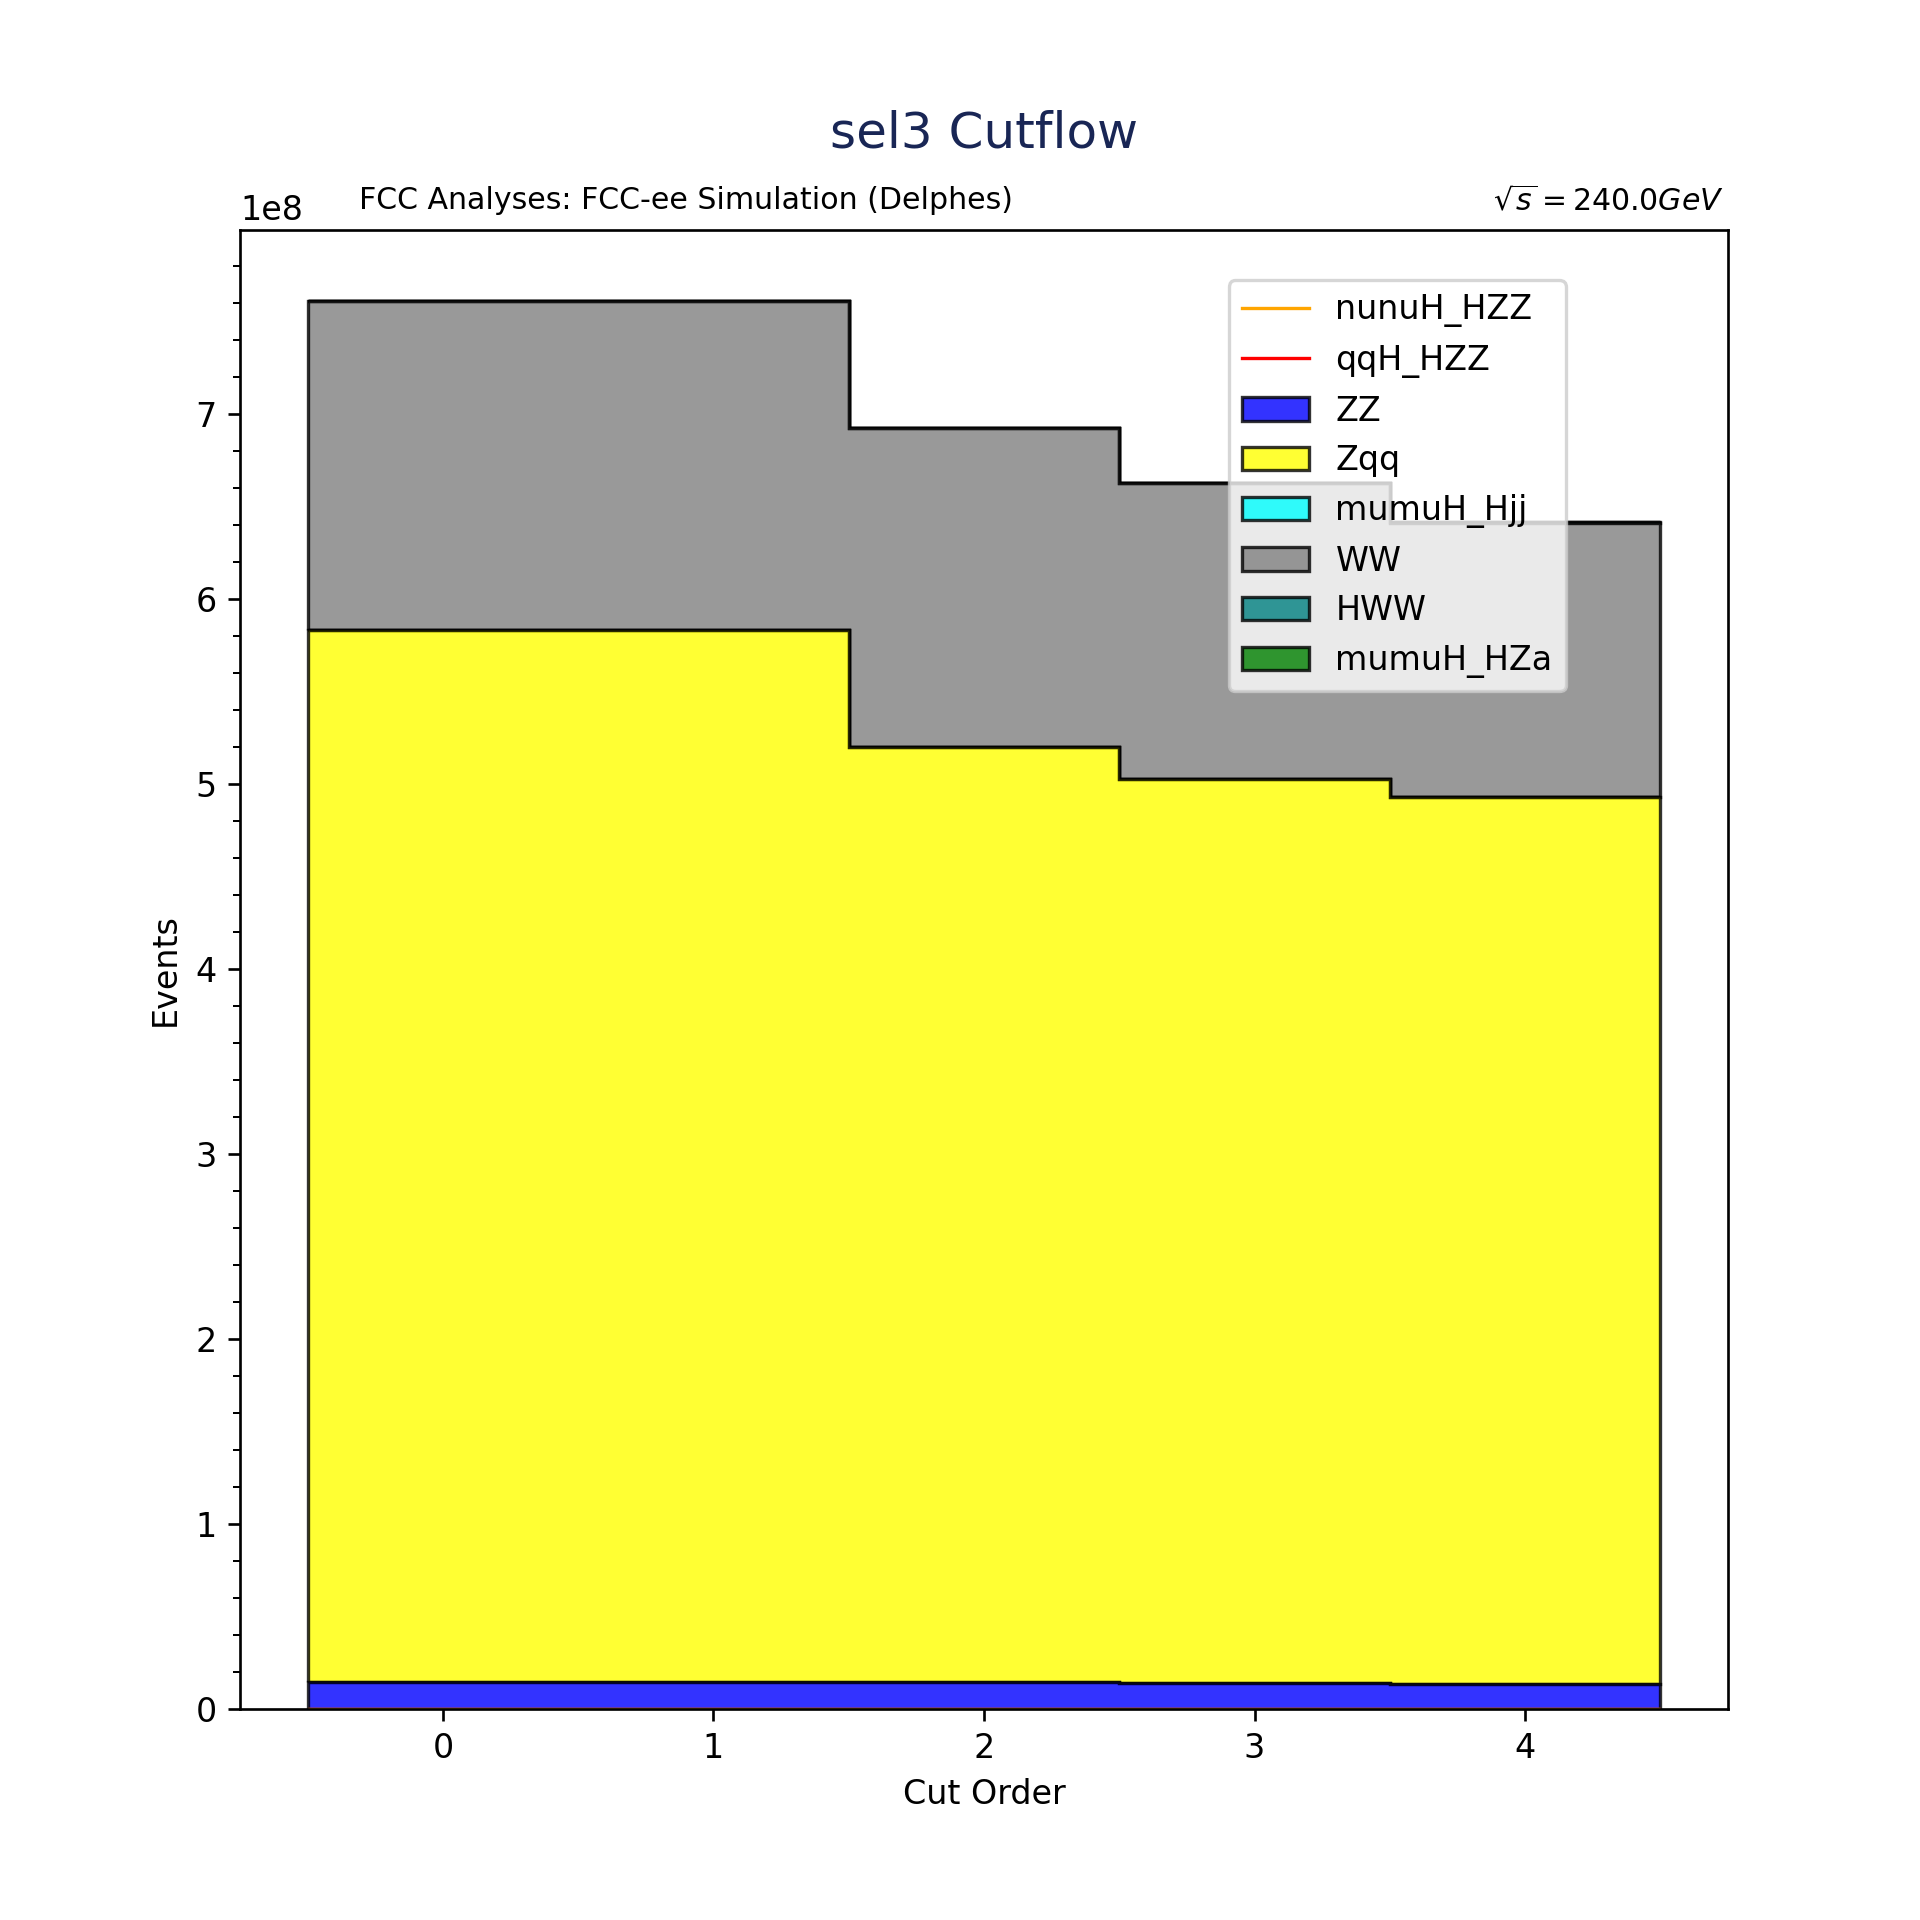 sel3 Cutflow
1e8 FCC Analyses: FCC-ee Simulation (Delphes) √s = 240.0GeV
nunuH_HZZ
qqH_HZZ
ZZ
Zqq
mumuH_Hjj
WW
HWW
mumuH_HZa
7
6
5
4
3
2
1
0
Events
0 1 2 3 4
Cut Order